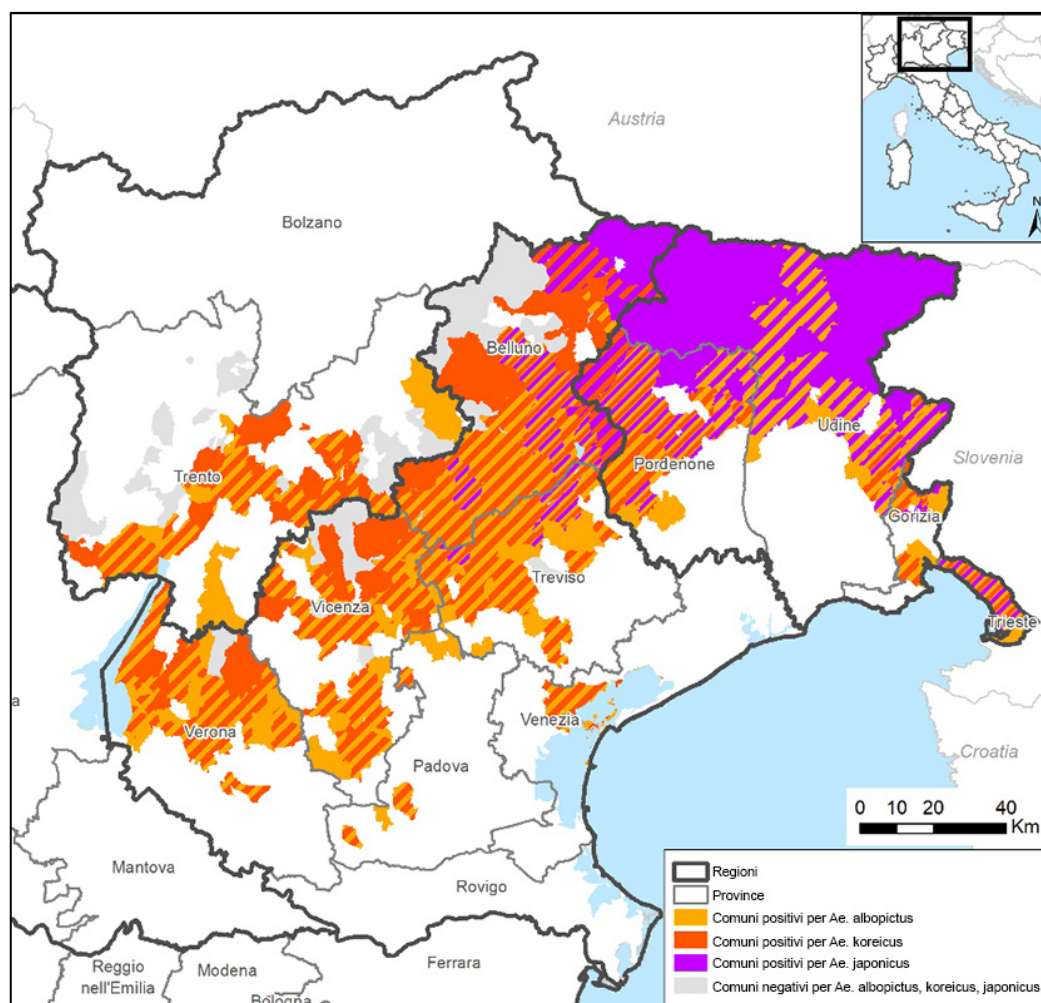 Austria
N
Bolzano
Belluno
Udine
Slovenia
Trento
Pordenone
Gorizia
Treviso
Vicenza
Trieste
a
Verona
Venezia
Croatia
Padova
0 10 20 40
Km
Mantova
Rovigo
Regioni
Province
Comuni positivi per Ae. albopictus
Comuni positivi per Ae. koreicus
Comuni positivi per Ae. japonicus
Comuni negativi per Ae. albopictus, koreicus, japonicus
Ferrara
Reggio
nell'Emilia
Modena
Bologna